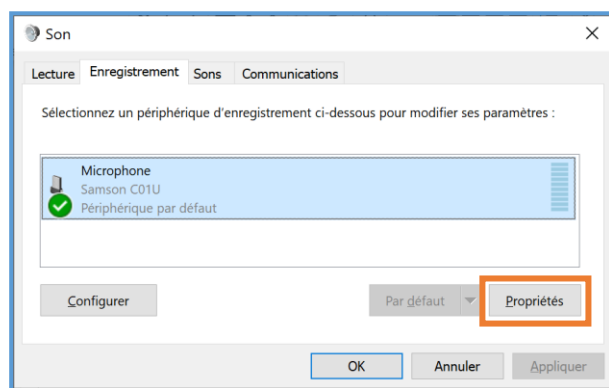 Son
Lecture Enregistrement Sons Communications
Sélectionnez un périphérique d'enregistrement ci-dessous pour modifier ses paramètres :
Microphone
Samson C01U
Périphérique par défaut
Configurer Par défaut Propriétés
OK Annuler Appliquer